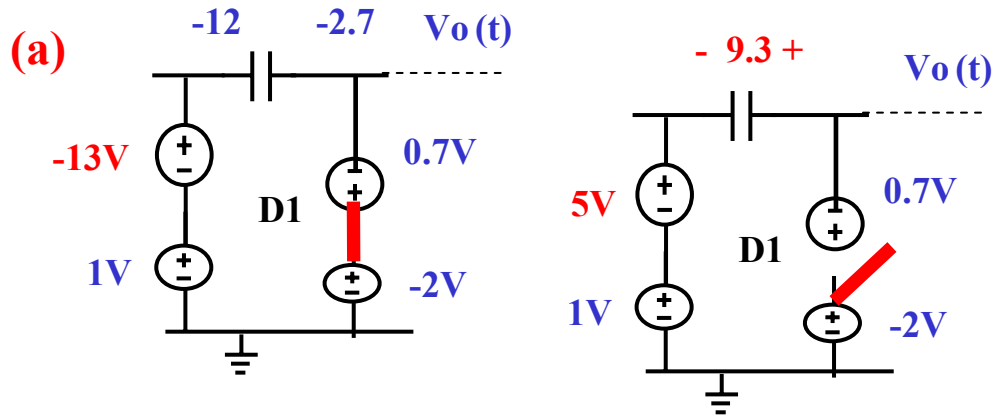 (a)
-12 -2.7 Vo (t)
-13V
+
-
0.7V
-
+
D1
1V
+
-
-2V
+
-
- 9.3 +
Vo (t)
5V
+
-
0.7V
-
+
D1
1V
+
-
-2V
+
-